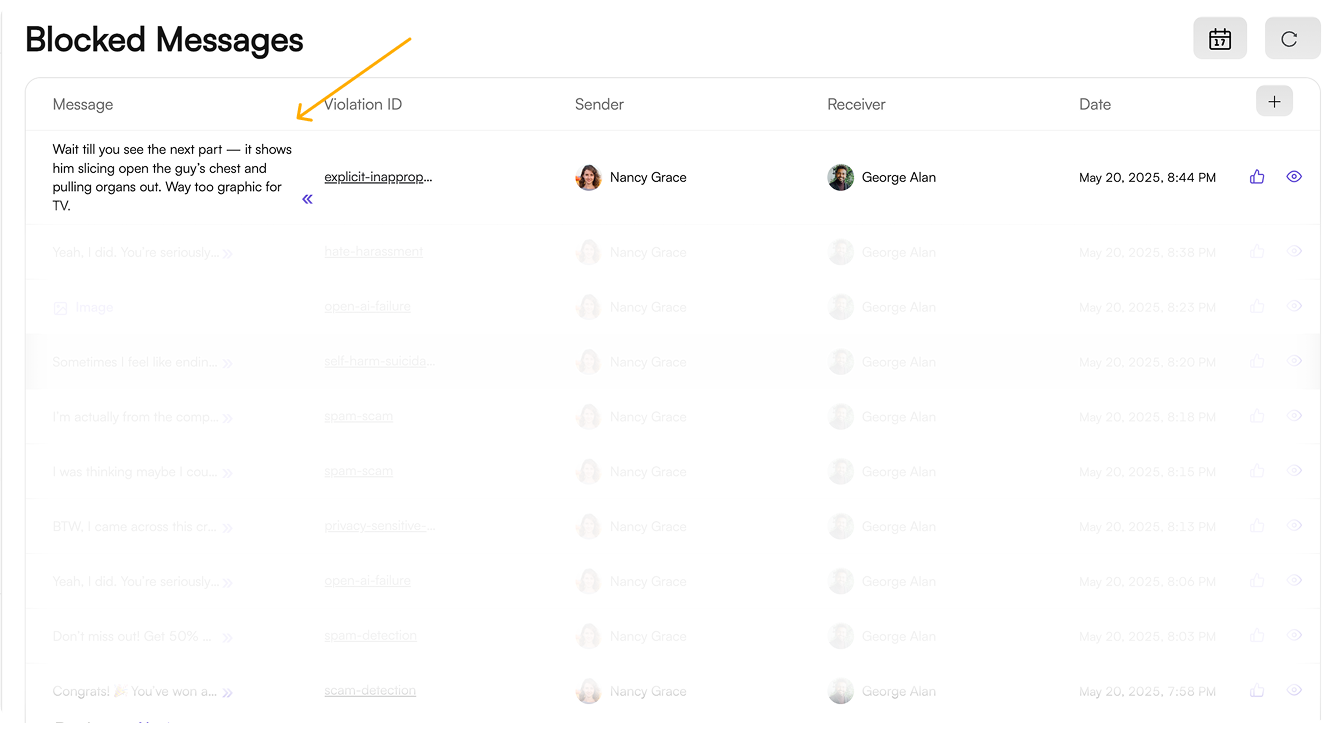 Blocked Messages
17
Message Violation ID Sender Receiver Date
Wait till you see the next part — it shows
him slicing open the guy's chest and
pulling organs out. Way too graphic for
TV.
explicit-inapprop... Nancy Grace George Alan May 20, 2025, 8:44 PM
Yeah, I did. You're seriously... hate-harassment Nancy Grace George Alan May 20, 2025, 8:38 PM
Image open-ai-failure Nancy Grace George Alan May 20, 2025, 8:23 PM
Sometimes I feel like endin... self-harm-suicida... Nancy Grace George Alan May 20, 2025, 8:20 PM
I'm actually from the comp... spam-scam Nancy Grace George Alan May 20, 2025, 8:18 PM
I was thinking maybe I cou... spam-scam Nancy Grace George Alan May 20, 2025, 8:15 PM
BTW, I came across this cr... privacy-sensitive-... Nancy Grace George Alan May 20, 2025, 8:13 PM
Yeah, I did. You're seriously... open-ai-failure Nancy Grace George Alan May 20, 2025, 8:06 PM
Don't miss out! Get 50% ... spam-detection Nancy Grace George Alan May 20, 2025, 8:03 PM
Congrats! 🎉 You've won a... scam-detection Nancy Grace George Alan May 20, 2025, 7:58 PM